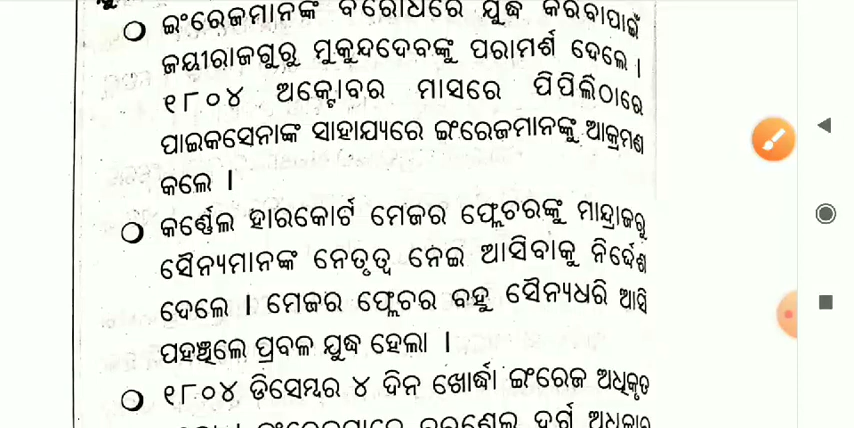 ଇଂରେଜମାନଙ୍କ ବିରୋଧରେ ଯୁଦ୍ଧ କରିବାପାଇଁ
ଜୟୀରାଜଗୁରୁ ମୁକୁନ୍ଦଦେବଙ୍କୁ ପରାମର୍ଶ ଦେଲେ ।
୧୮୦୪ ଅକ୍ଟୋବର ମାସରେ ପିପିଲିଠାରେ
ପାଇକସେନାଙ୍କ ସାହାଯ୍ୟରେ ଇଂରେଜମାନଙ୍କୁ ଆକ୍ରମଣ
କଲେ ।
କର୍ଣ୍ଣେଲ ହାରକୋର୍ଟ ମେଜର ଫ୍ଲେଚରଙ୍କୁ ମାନ୍ଦ୍ରାଜରୁ
ସୈନ୍ୟମାନଙ୍କ ନେତୃତ୍ୱ ନେଇ ଆସିବାକୁ ନିର୍ଦ୍ଦେଶ
ଦେଲେ । ମେଜର ଫ୍ଲେଚର ବହୁ ସୈନ୍ୟଧରି ଆସି
ପହଞ୍ଚିଲେ ପ୍ରବଳ ଯୁଦ୍ଧ ହେଲା ।
୧୮୦୪ ଡିସେମ୍ବର ୪ ଦିନ ଖୋର୍ଦ୍ଧା ଇଂରେଜ ଅଧିକୃତ
ଦୁର୍ଗ